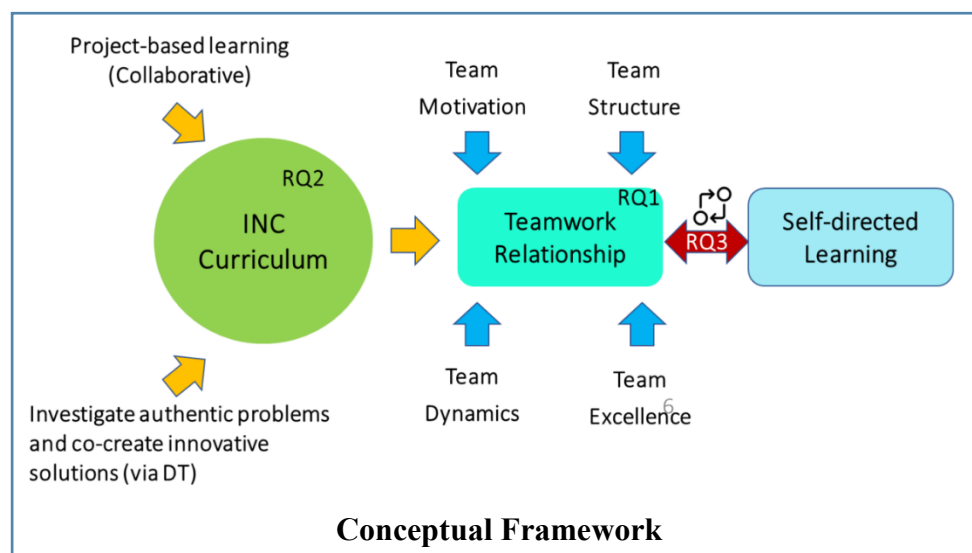 Project-based learning
(Collaborative)
Team
Motivation
Team
Structure
RQ2
INC
Curriculum
RQ1
Teamwork
Relationship
RQ3
Self-directed
Learning
Investigate authentic problems
and co-create innovative
solutions (via DT)
Team
Dynamics
Team
Excellence
6
Conceptual Framework